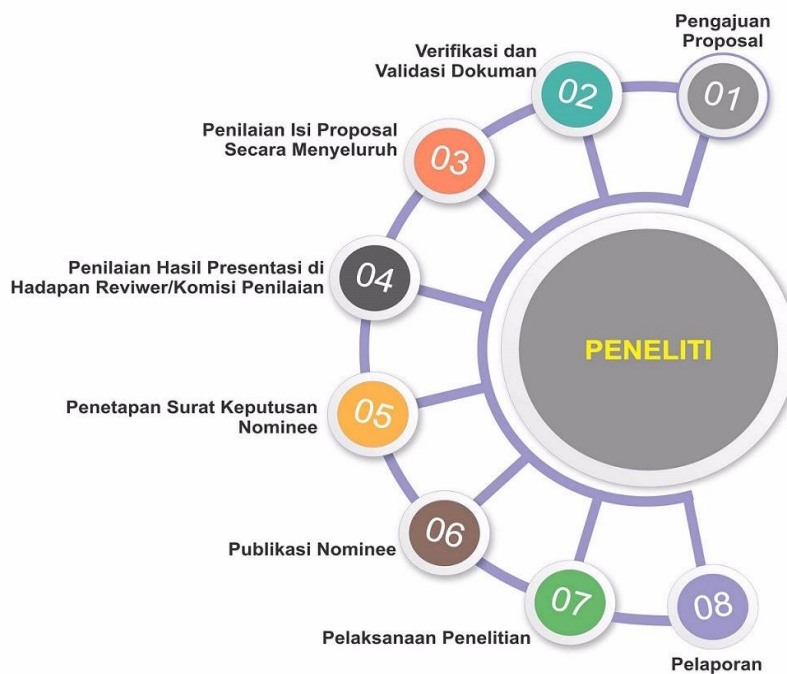 01
Pengajuan
Proposal
02
Verifikasi dan
Validasi Dokuman
03
Penilaian Isi Proposal
Secara Menyeluruh
04
Penilaian Hasil Presentasi di
Hadapan Reviwer/Komisi Penilaian
05
Penetapan Surat Keputusan
Nominee
06
Publikasi Nominee
07
Pelaksanaan Penelitian
08
Pelaporan
PENELITI